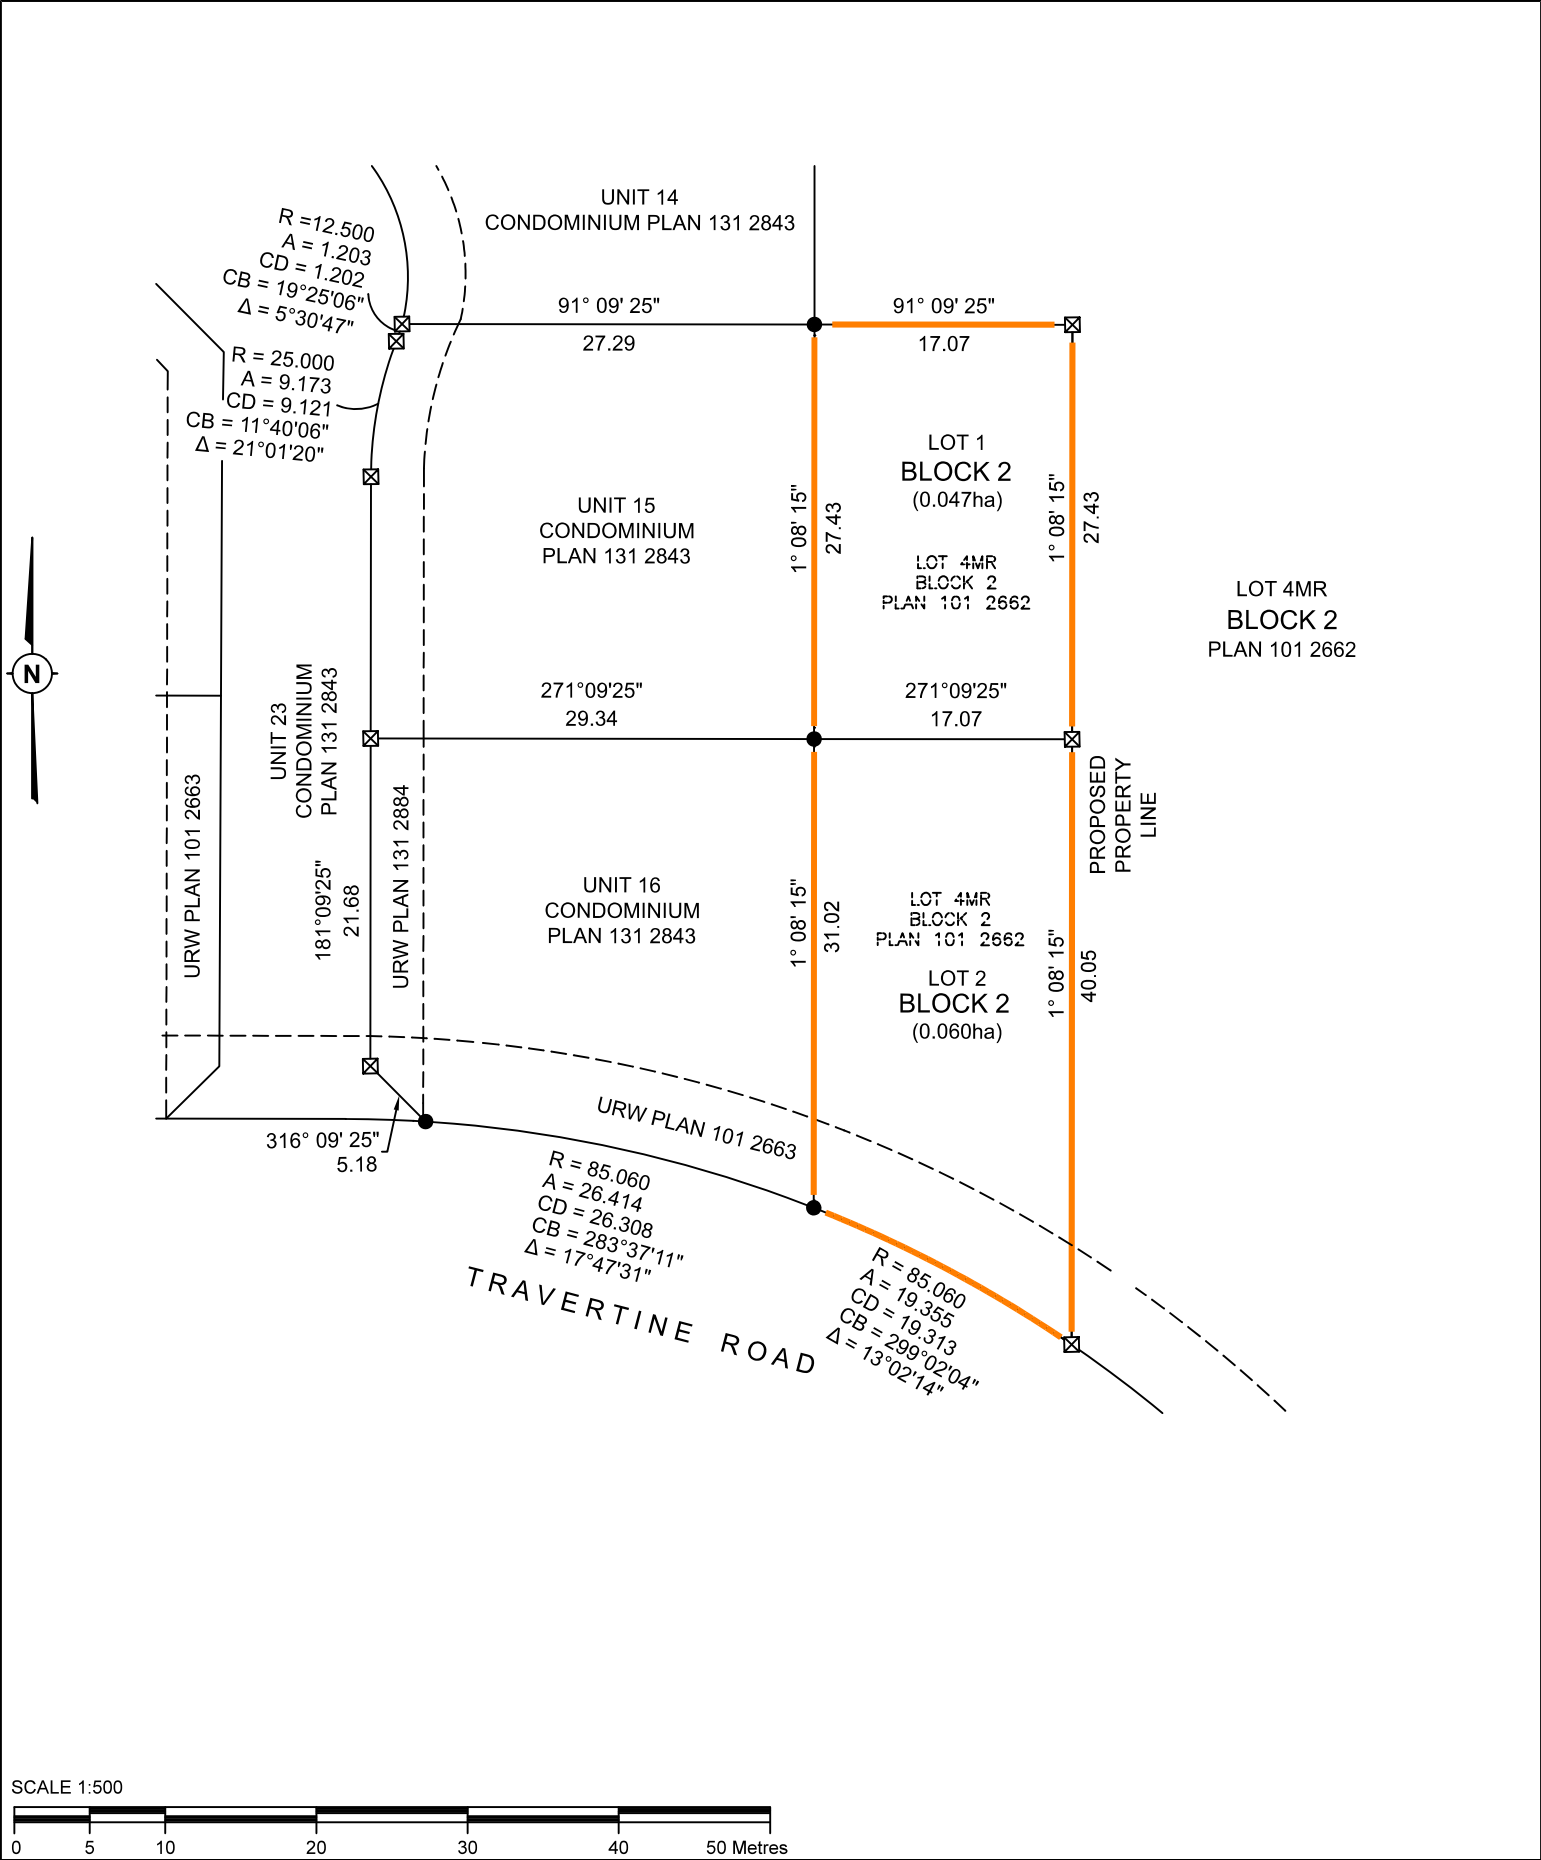 UNIT 14
CONDOMINIUM PLAN 131 2843
R =12.500
A = 1.203
CD = 1.202
CB = 19°25'06"
Δ = 5°30'47"
91° 09' 25"
27.29
91° 09' 25"
17.07
R = 25.000
A = 9.173
CD = 9.121
CB = 11°40'06"
Δ = 21°01'20"
LOT 1
BLOCK 2
(0.047ha)
UNIT 15
CONDOMINIUM
PLAN 131 2843
1° 08' 15"
27.43
1° 08' 15"
27.43
LOT 4MR
BLOCK 2
PLAN 101 2662
LOT 4MR
BLOCK 2
PLAN 101 2662
N
271°09'25"
29.34
271°09'25"
17.07
UNIT 23
CONDOMINIUM
PLAN 131 2843
PROPOSED
PROPERTY
LINE
URW PLAN 101 2663
181°09'25"
21.68
URW PLAN 131 2884
UNIT 16
CONDOMINIUM
PLAN 131 2843
1° 08' 15"
31.02
LOT 4MR
BLOCK 2
PLAN 101 2662
LOT 2
BLOCK 2
(0.060ha)
1° 08' 15"
40.05
URW PLAN 101 2663
316° 09' 25"
5.18
R = 85.060
A = 26.414
CD = 26.308
CB = 283°37'11"
Δ = 17°47'31"
R = 85.060
A = 19.355
CD = 19.313
CB = 299°02'04"
Δ = 13°02'14"
TRAVERTINE ROAD
SCALE 1:500
0 5 10 20 30 40 50 Metres